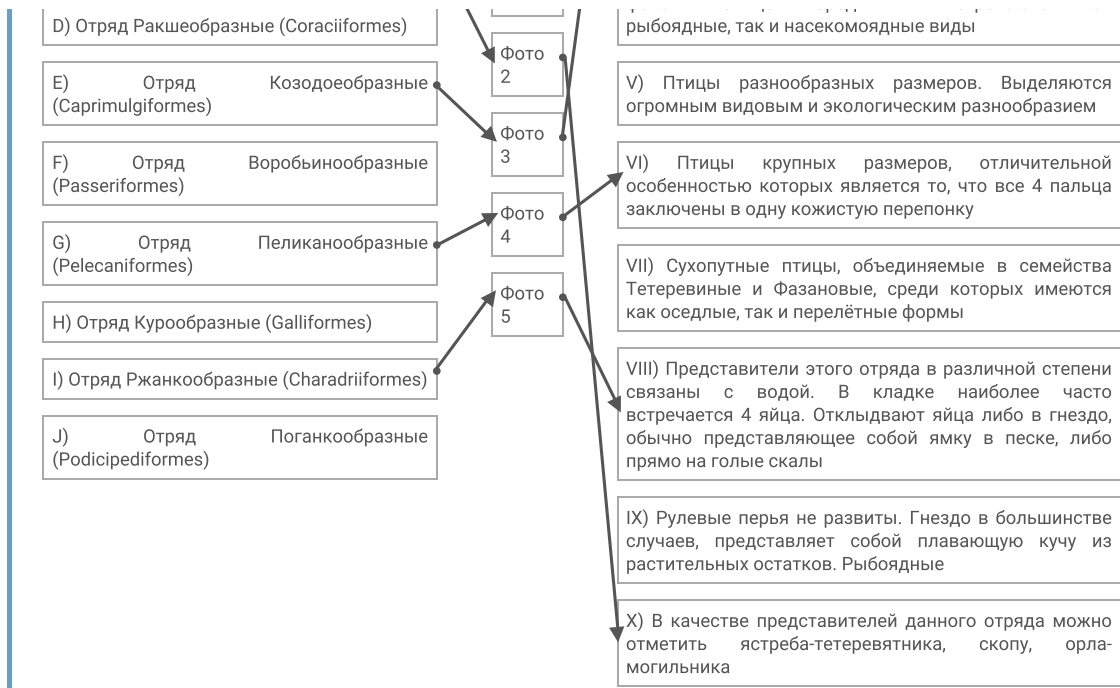 D) Отряд Ракшеобразные (Coraciiformes)
E) Отряд Козодоеобразные
(Caprimulgiformes)
F) Отряд Воробьинообразные
(Passeriformes)
G) Отряд Пеликанообразные
(Pelecaniformes)
H) Отряд Курообразные (Galliformes)
I) Отряд Ржанкообразные (Charadriiformes)
J) Отряд Поганкообразные
(Podicipediformes)
Фото
2
Фото
3
Фото
4
Фото
5
рыбоядные, так и насекомоядные виды
V) Птицы разнообразных размеров. Выделяются
огромным видовым и экологическим разнообразием
VI) Птицы крупных размеров, отличительной
особенностью которых является то, что все 4 пальца
заключены в одну кожистую перепонку
VII) Сухопутные птицы, объединяемые в семейства
Тетеревиные и Фазановые, среди которых имеются
как оседлые, так и перелётные формы
VIII) Представители этого отряда в различной степени
связаны с водой. В кладке наиболее часто
встречается 4 яйца. Отклыдвают яйца либо в гнездо,
обычно представляющее собой ямку в песке, либо
прямо на голые скалы
IX) Рулевые перья не развиты. Гнездо в большинстве
случаев, представляет собой плавающую кучу из
растительных остатков. Рыбоядные
X) В качестве представителей данного отряда можно
отметить ястреба-тетеревятника, скопу, орла-
могильника